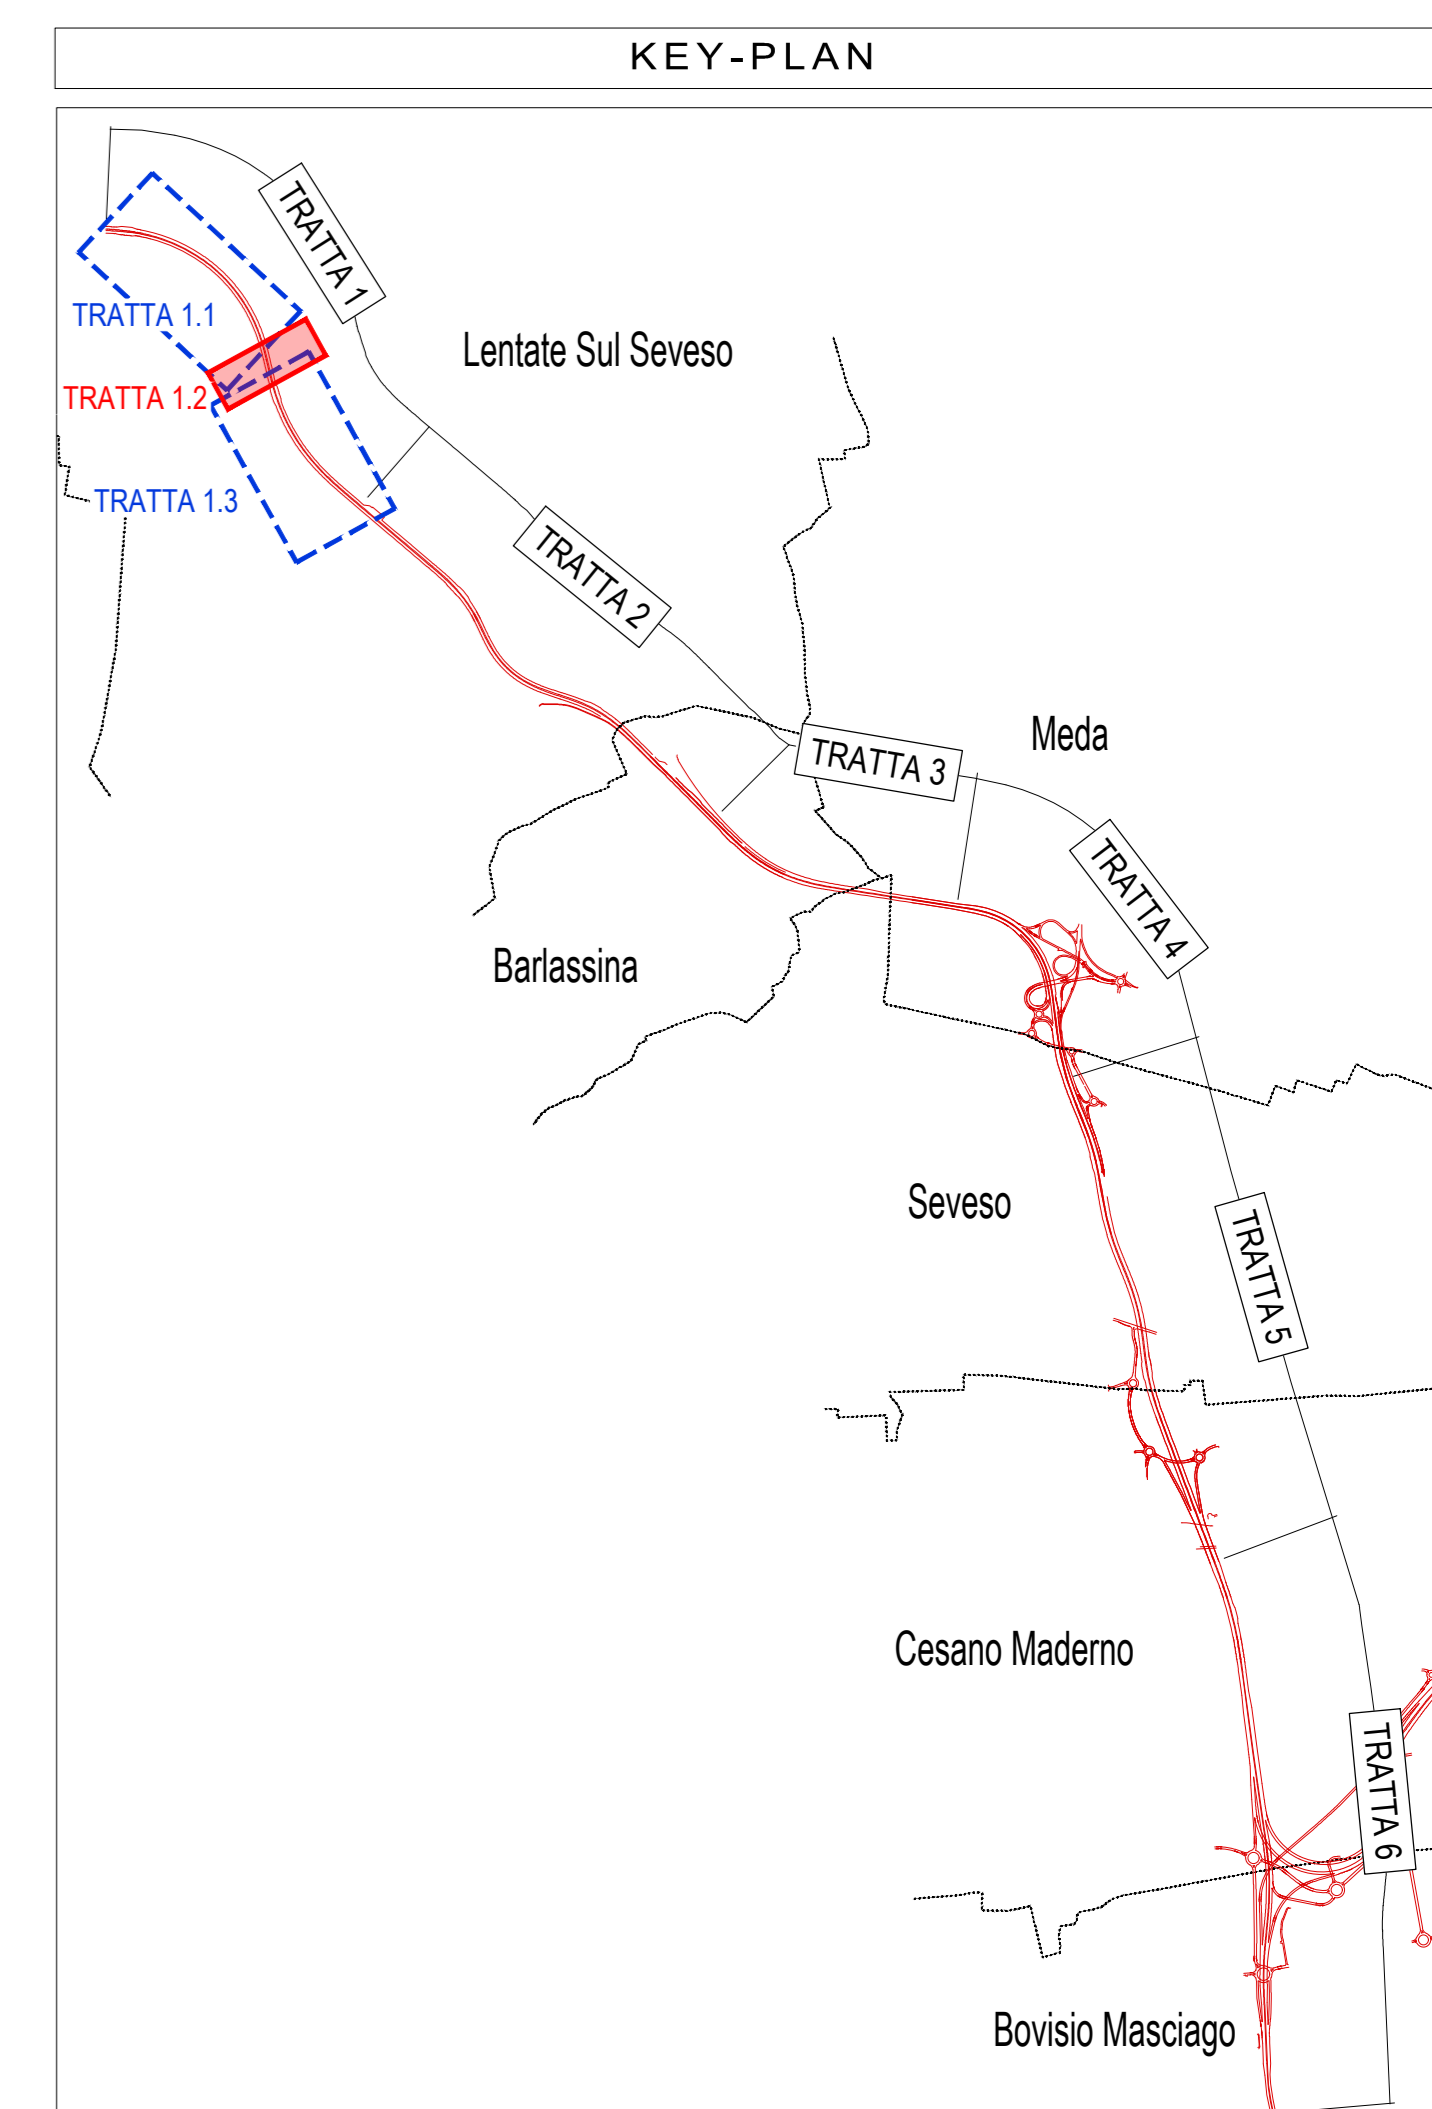 KEY-PLAN
TRATTA 1
TRATTA 1.1
Lentate Sul Seveso
TRATTA 1.2
TRATTA 1.3
TRATTA 2
Meda
TRATTA 3
TRATTA 4
Barlassina
Seveso
TRATTA 5
Cesano Maderno
TRATTA 6
Bovisio Masciago